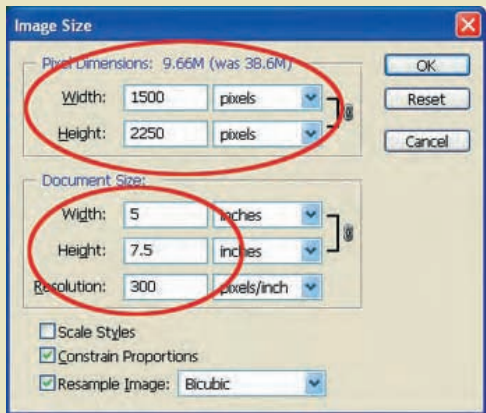 Image Size
Pixel Dimensions: 9.66M (was 38.6M)
OK
Width: 1500 pixels
Reset
Height: 2250 pixels
Cancel
Document Size:
Width: 5 inches
Height: 7.5 inches
Resolution: 300 pixels/inch
Scale Styles
Constrain Proportions
Resample Image: Bicubic